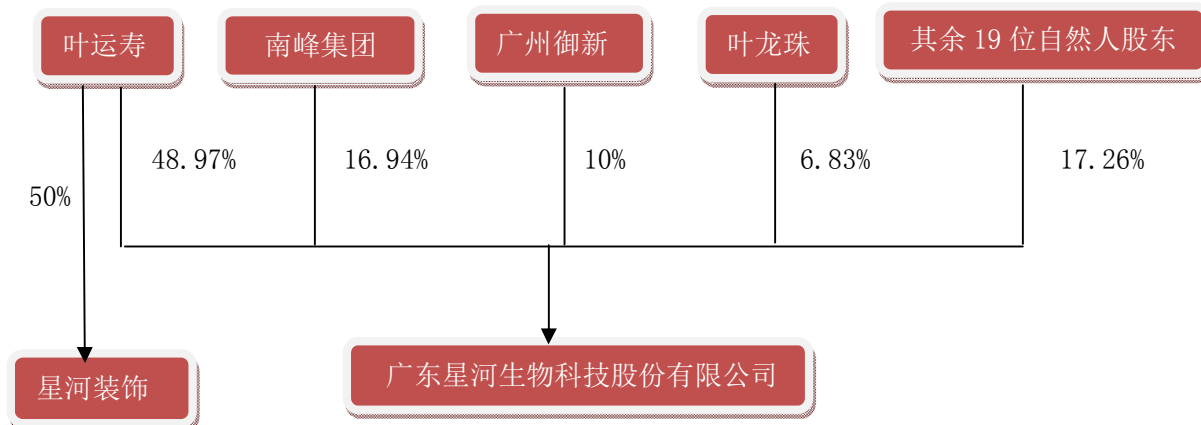 叶运寿
南峰集团
广州御新
叶龙珠
其余 19 位自然人股东
48.97%
16.94%
10%
6.83%
17.26%
50%
星河装饰
广东星河生物科技股份有限公司